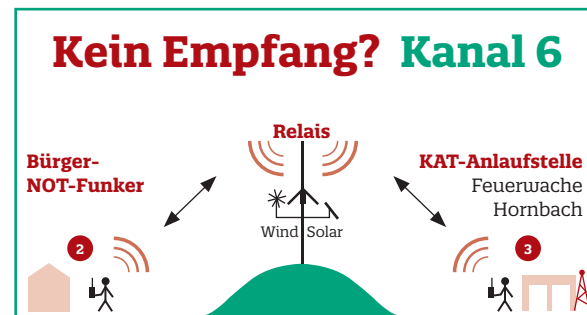 Kein Empfang? Kanal 6
Relais
Bürger-
NOT-Funker
KAT-Anlaufstelle
Feuerwache
Hornbach
Wind Solar
2
3